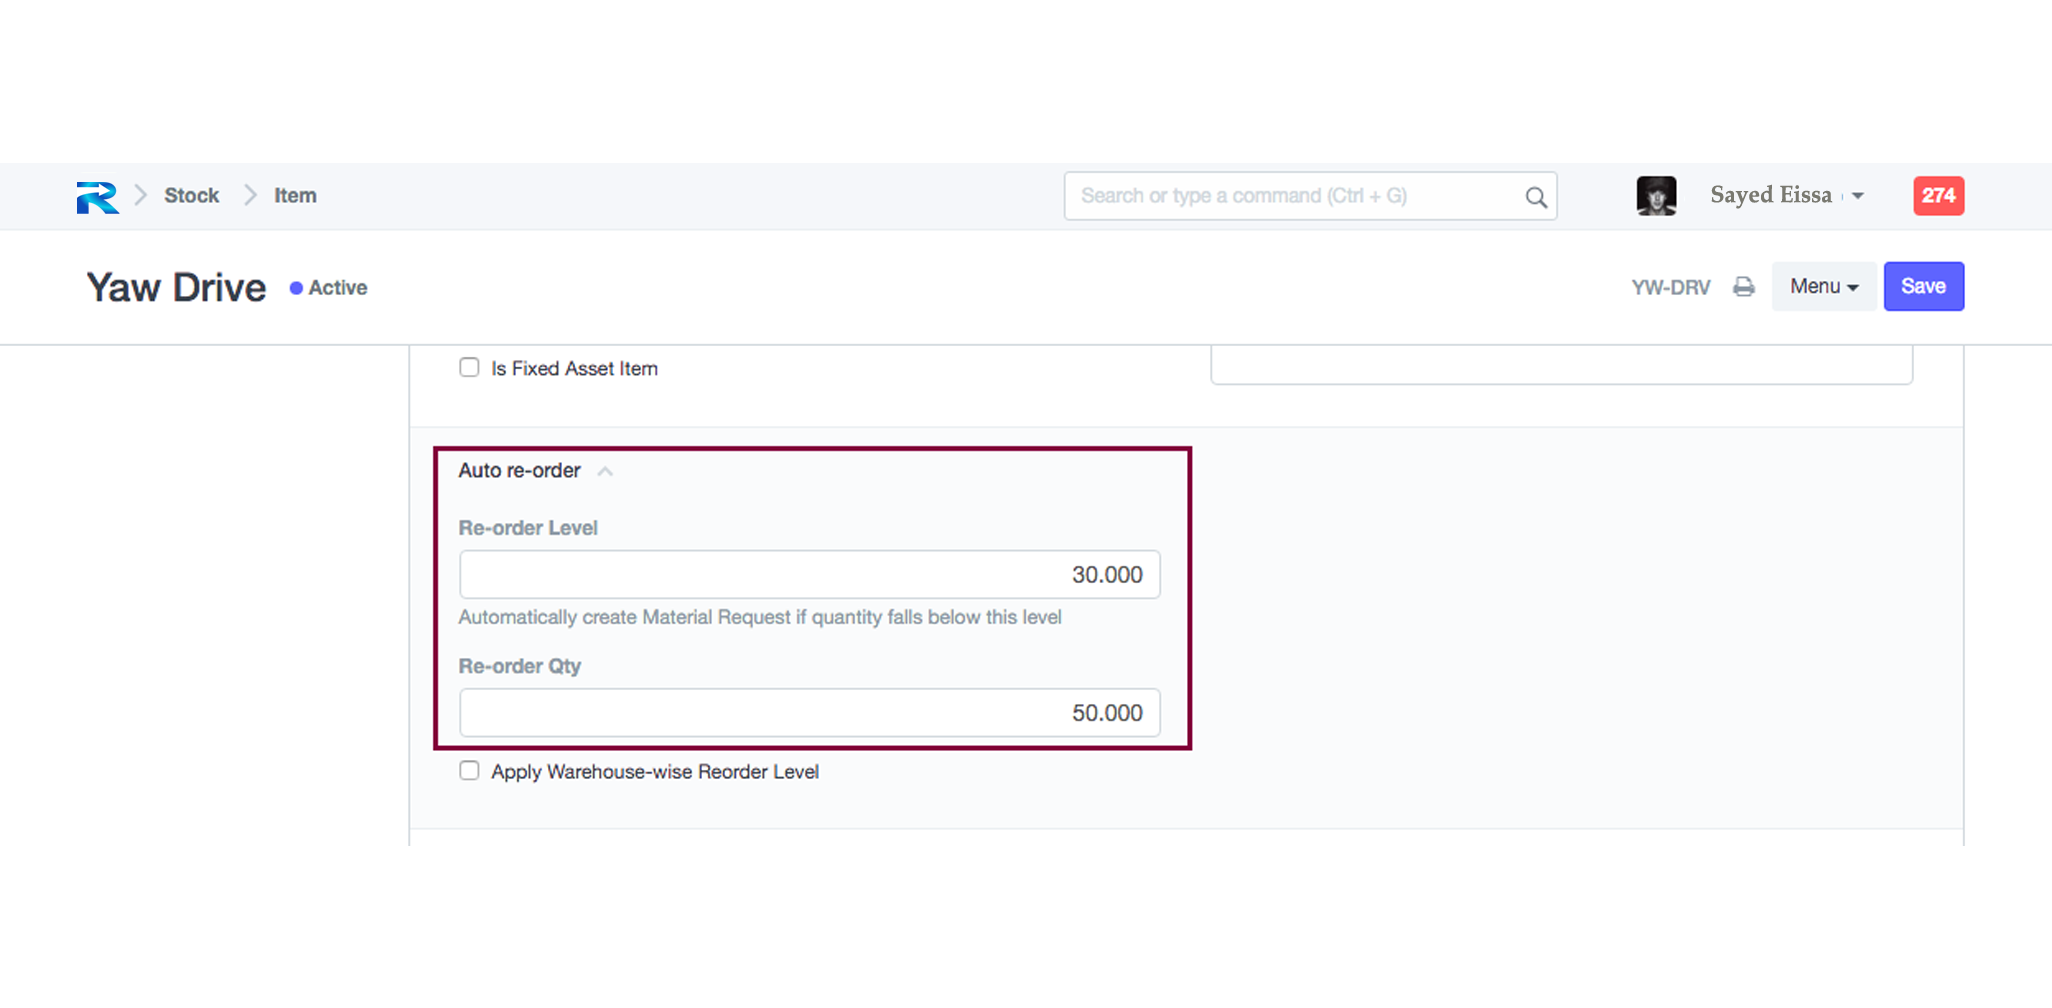 Stock Item
Search or type a command (Ctrl + G)
Sayed Eissa
274
Yaw Drive Active
YW-DRV
Menu
Save
Is Fixed Asset Item
Auto re-order
Re-order Level
30.000
Automatically create Material Request if quantity falls below this level
Re-order Qty
50.000
Apply Warehouse-wise Reorder Level